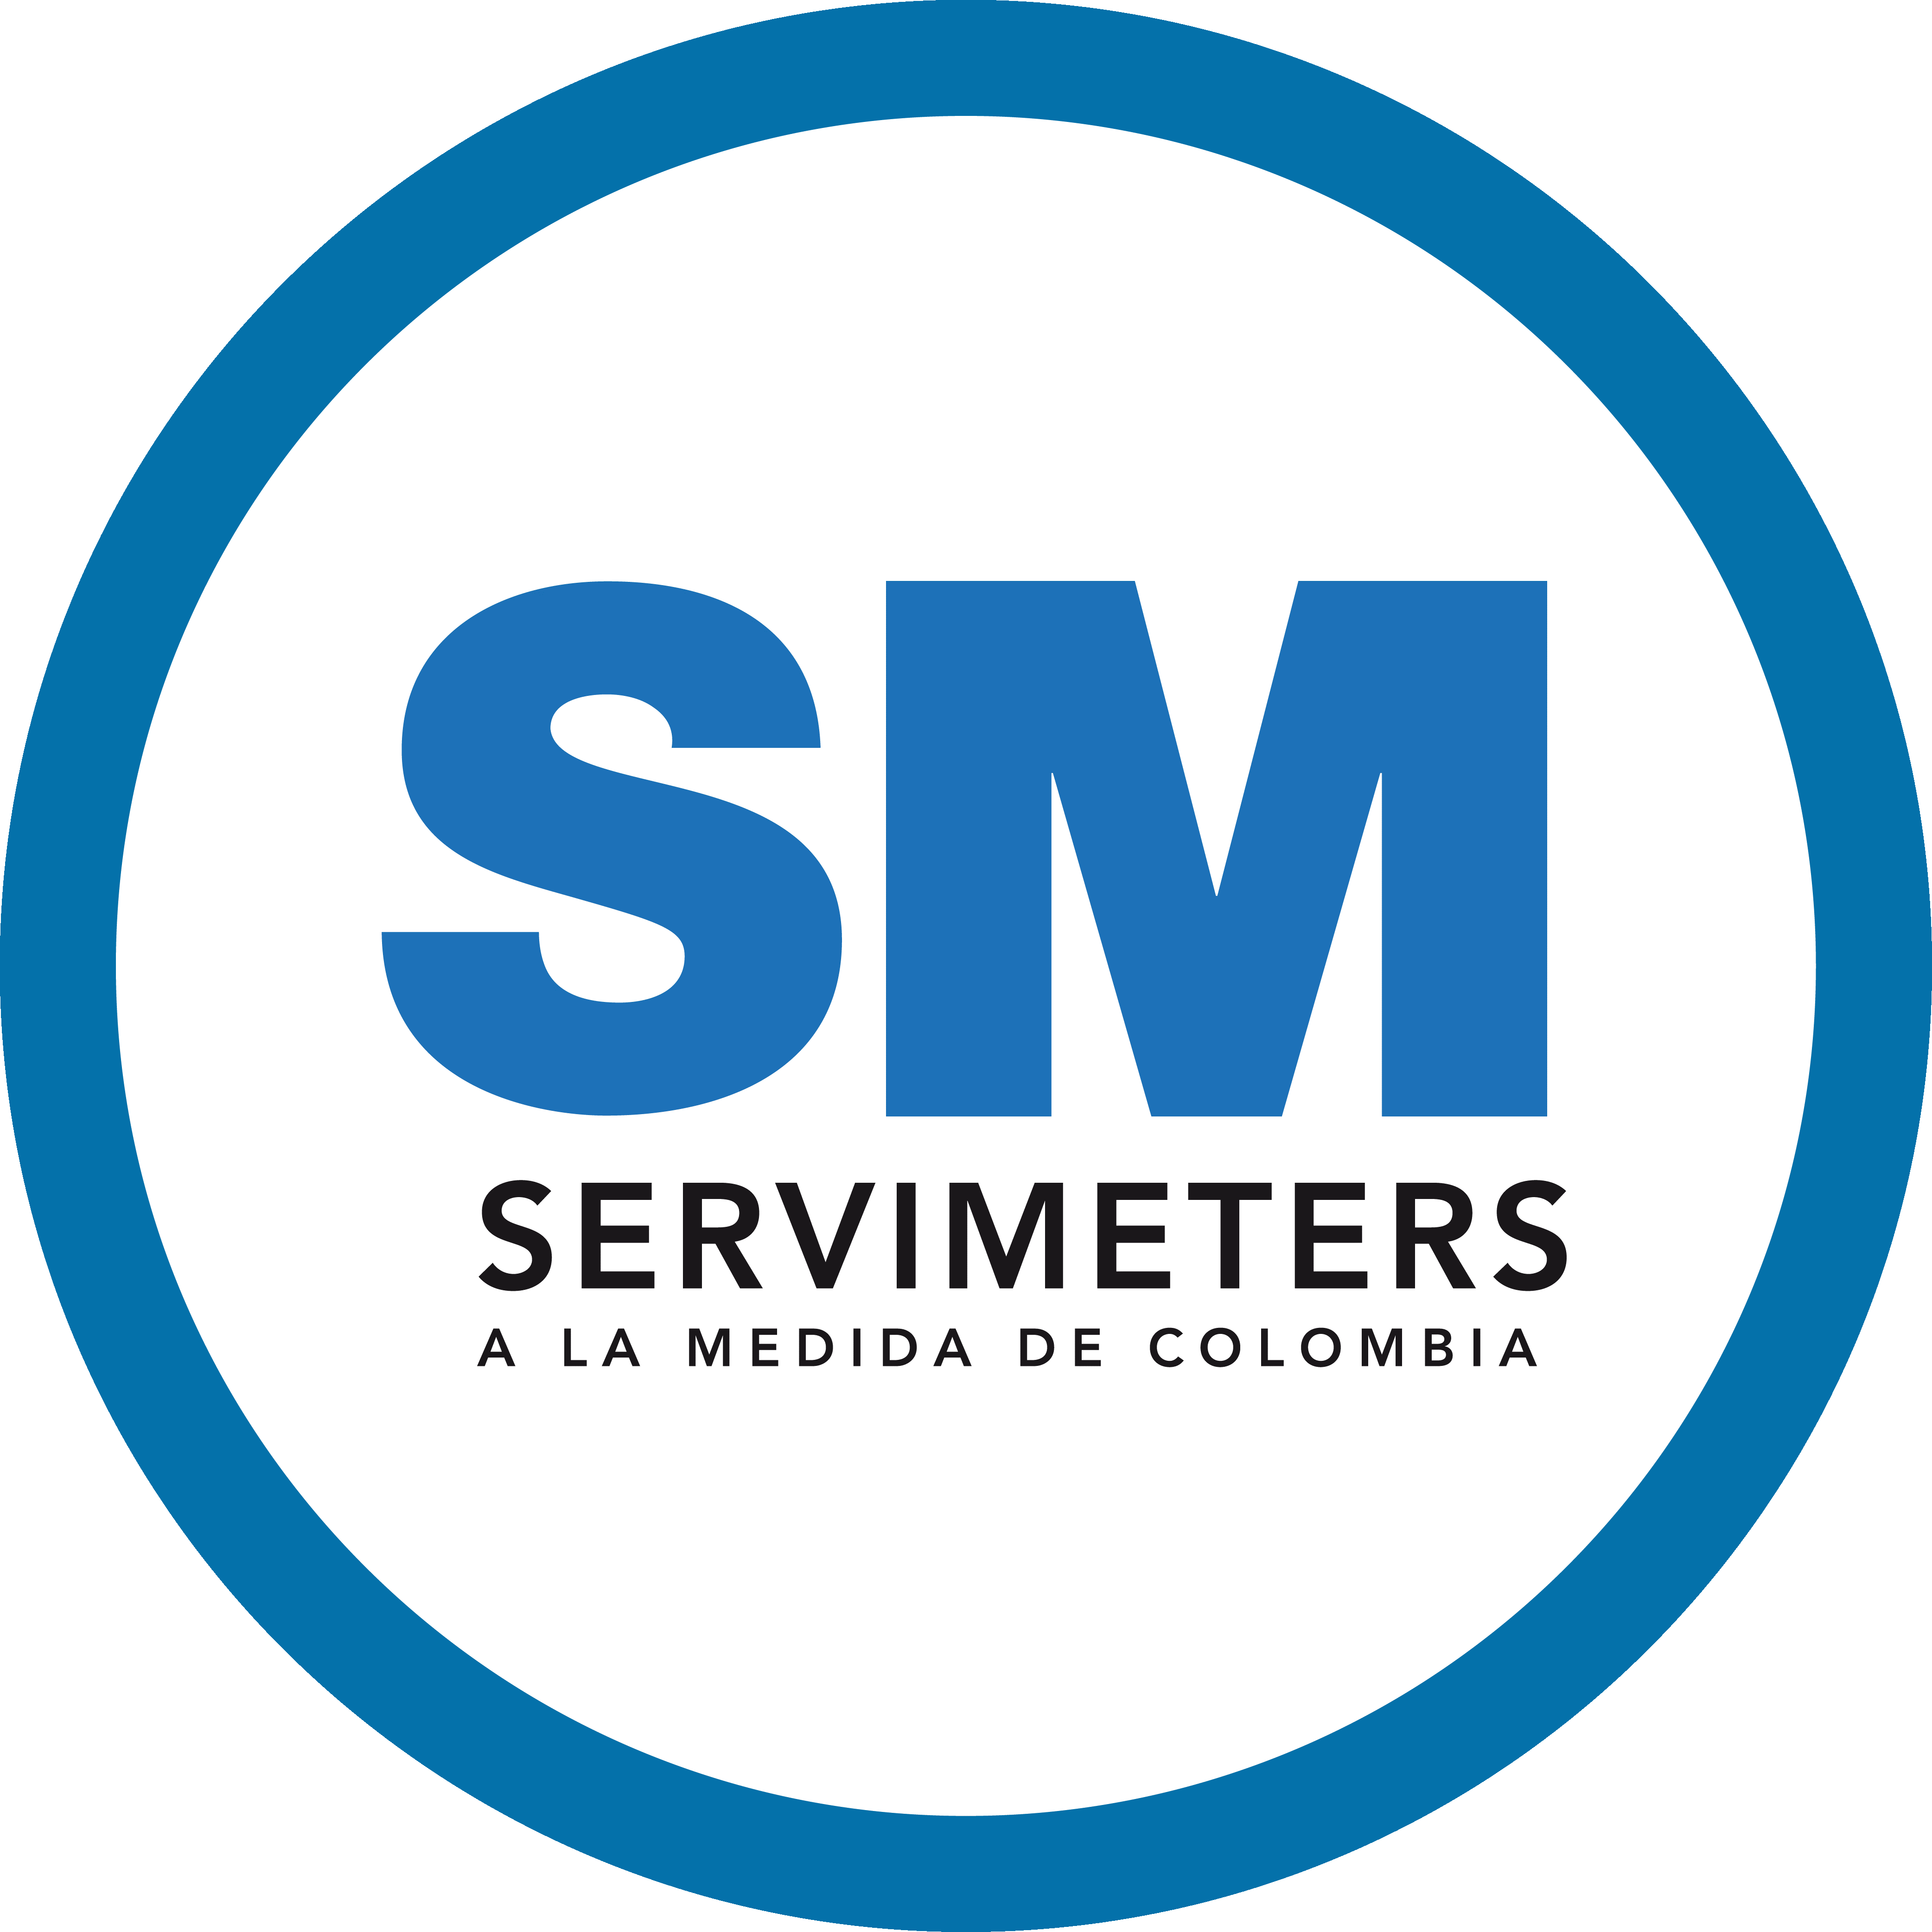 SM
SERVIMETERS
A LA MEDIDA DE COLOMBIA